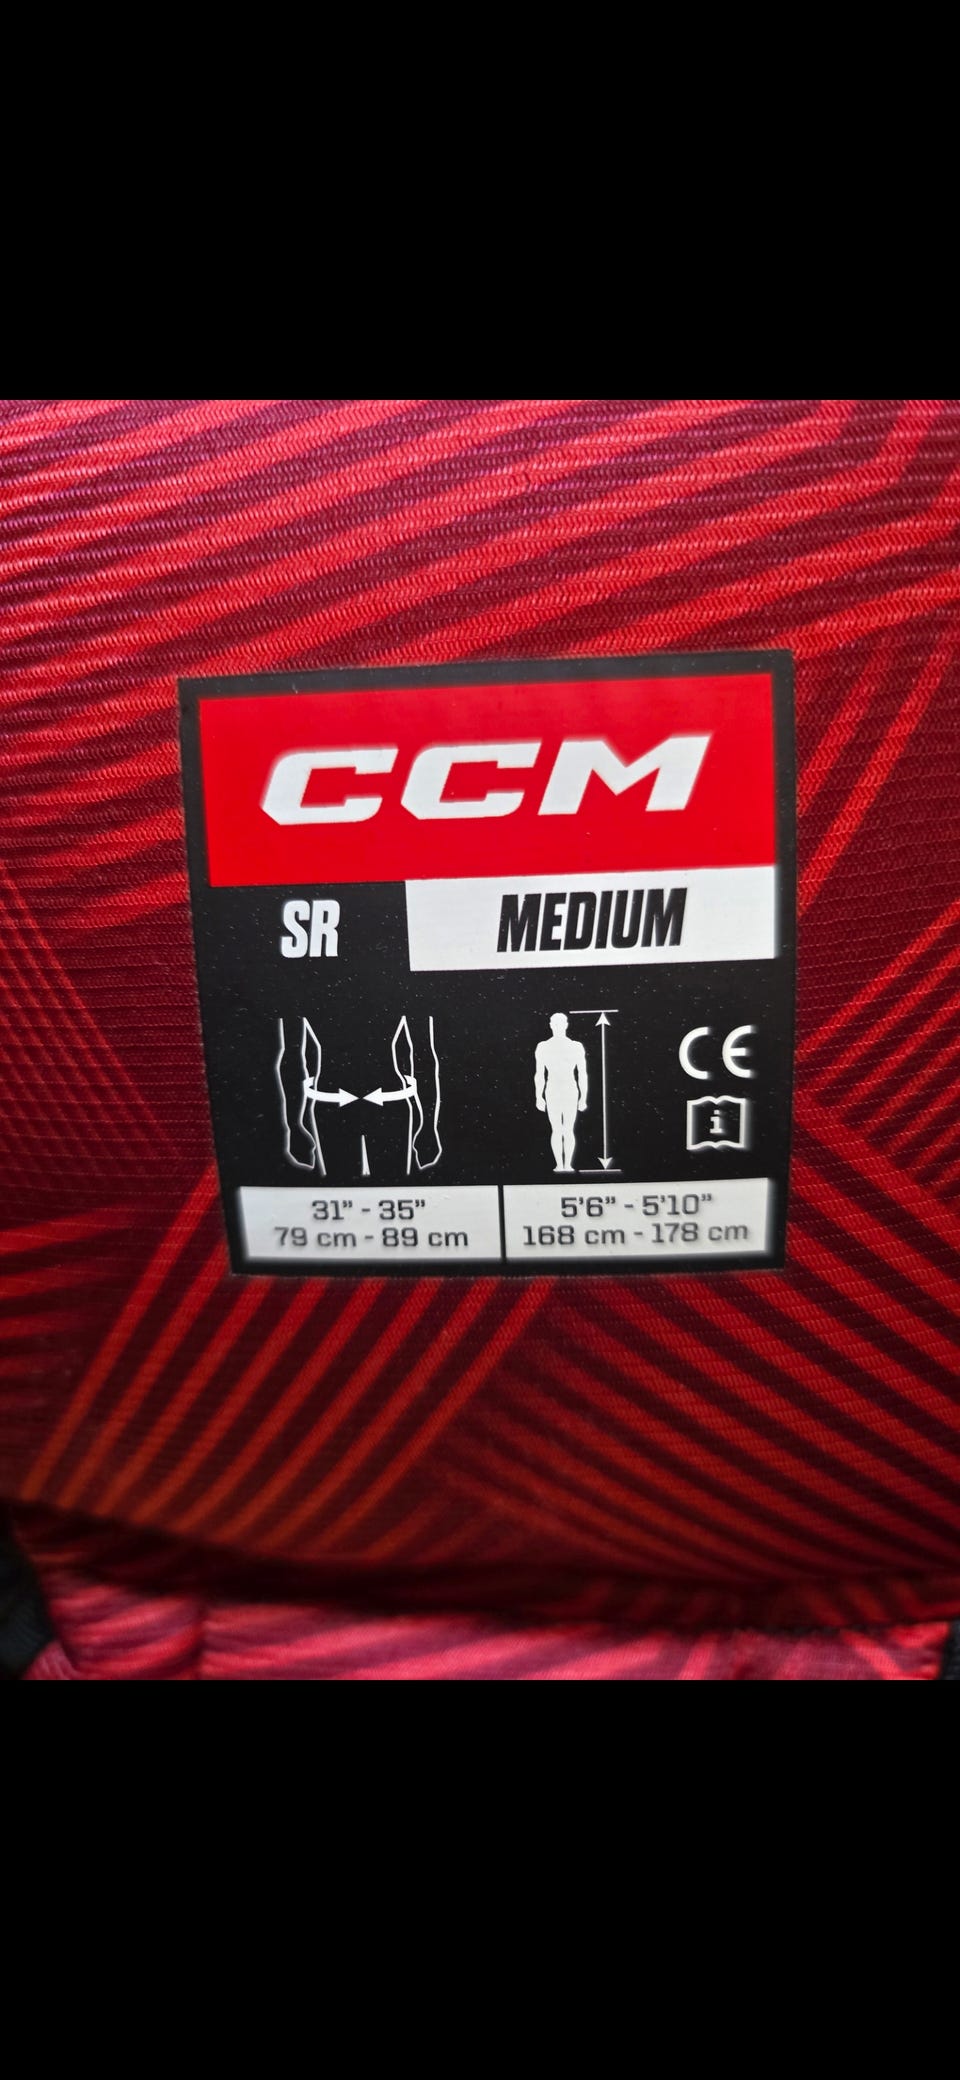 CCM
SR
MEDIUM
CE
i
31" - 35"
79 cm - 89 cm
5'6" - 5'10"
168 cm - 178 cm